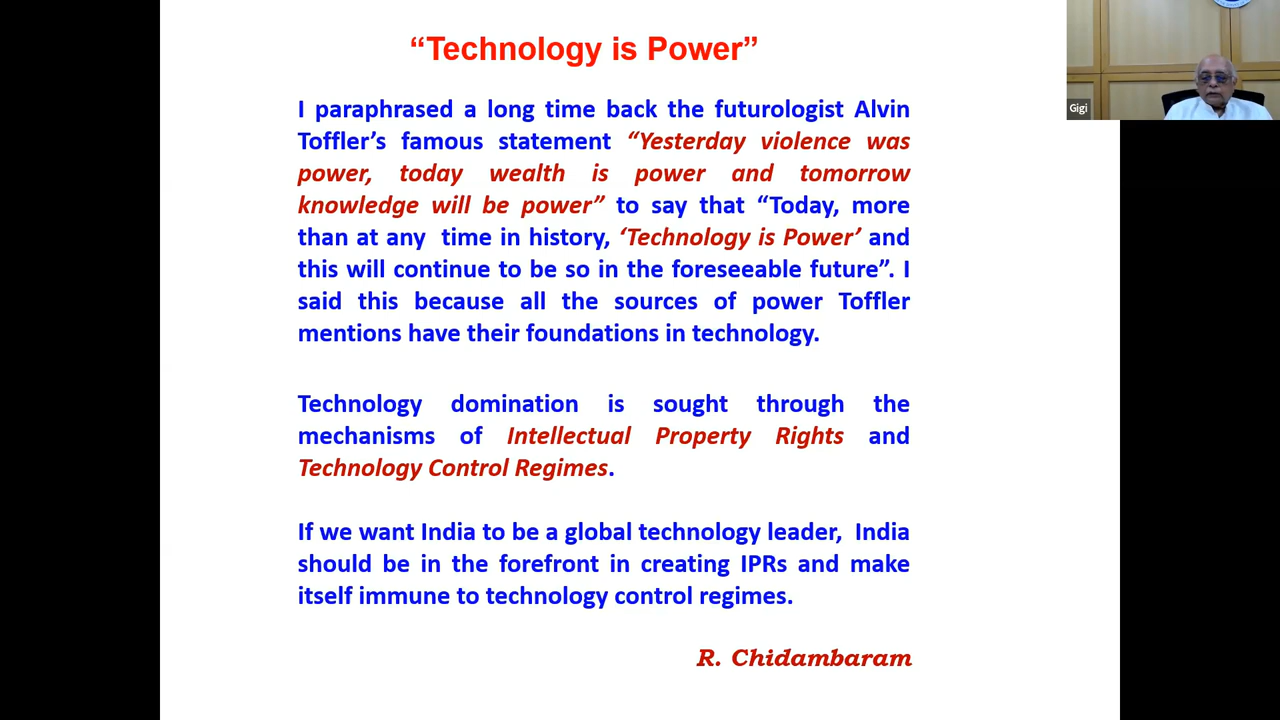 “Technology is Power”
Gigi
I paraphrased a long time back the futurologist Alvin
Toffler’s famous statement “Yesterday violence was
power, today wealth is power and tomorrow
knowledge will be power” to say that “Today, more
than at any time in history, ‘Technology is Power’ and
this will continue to be so in the foreseeable future”. I
said this because all the sources of power Toffler
mentions have their foundations in technology.
Technology domination is sought through the
mechanisms of Intellectual Property Rights and
Technology Control Regimes.
If we want India to be a global technology leader, India
should be in the forefront in creating IPRs and make
itself immune to technology control regimes.
R. Chidambaram